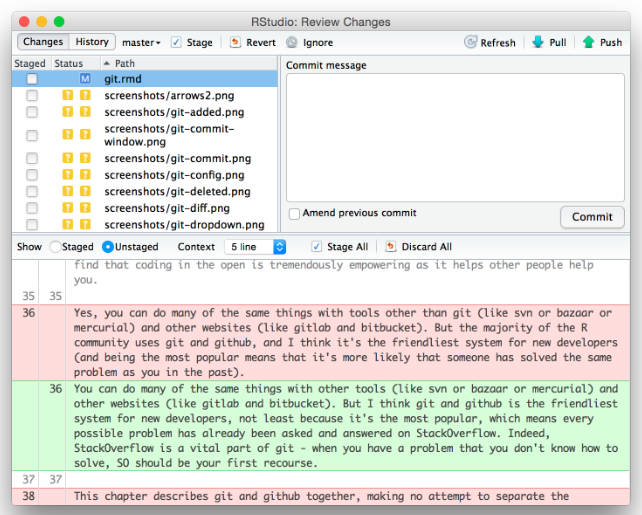 RStudio: Review Changes
Changes History master Stage Revert Ignore Refresh Pull Push
Staged Status Path
Commit message
M git.rmd
? ? screenshots/arrows2.png
? ? screenshots/git-added.png
? ? screenshots/git-commit-
window.png
? ? screenshots/git-commit.png
? ? screenshots/git-config.png
? ? screenshots/git-deleted.png
? ? screenshots/git-diff.png
? ? screenshots/git-dropdown.png
Amend previous commit
Commit
Show Staged Unstaged Context 5 line Stage All Discard All
find that coding in the open is tremendously empowering as it helps other people help
you.
35 35
36 Yes, you can do many of the same things with tools other than git (like svn or bazaar or
mercurial) and other websites (like gitlab and bitbucket). But the majority of the R
community uses git and github, and I think it's the friendliest system for new developers
(and being the most popular means that it's more likely that someone has solved the same
problem as you in the past).
36 You can do many of the same things with other tools (like svn or bazaar or mercurial) and
other websites (like gitlab and bitbucket). But I think git and github is the friendliest
system for new developers, not least because it's the most popular, which means every
possible problem has already been asked and answered on StackOverflow. Indeed,
StackOverflow is a vital part of git - when you have a problem that you don't know how to
solve, SO should be your first recourse.
37 37
38 This chapter describes git and github together, making no attempt to separate the